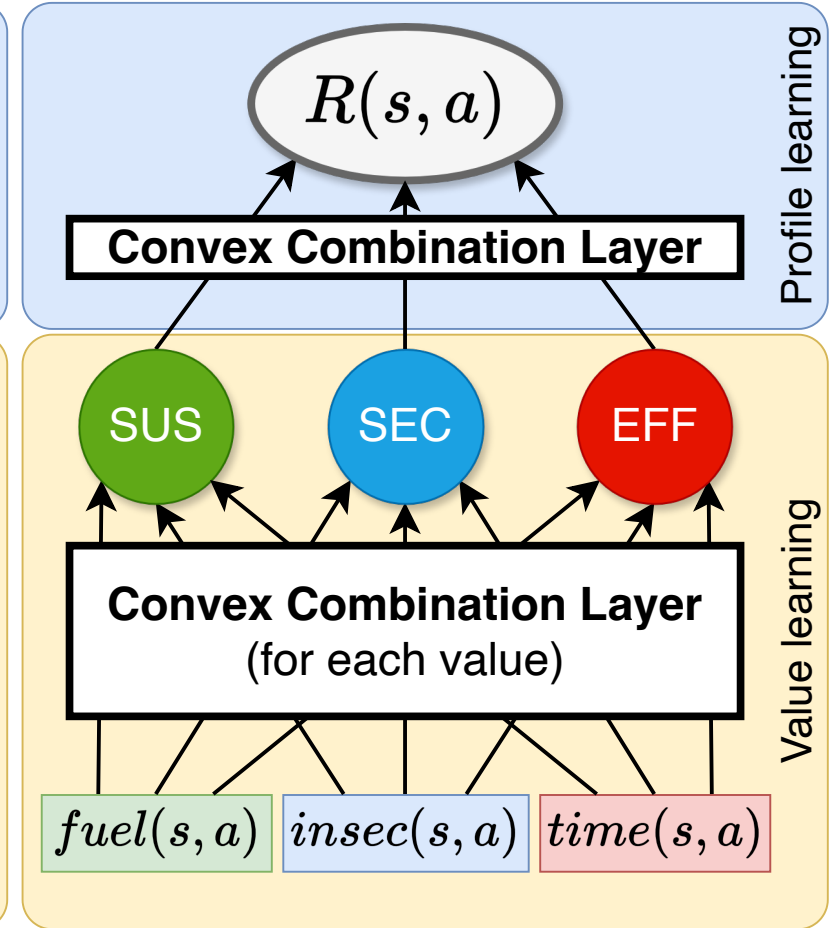 R(s, a)
Convex Combination Layer
Profile learning
SUS
SEC
EFF
Convex Combination Layer
(for each value)
Value learning
fuel(s, a)
insec(s, a)
time(s, a)